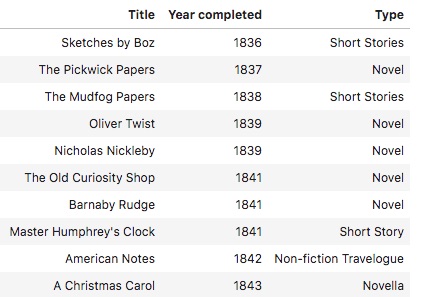 Title Year completed Type
Sketches by Boz 1836 Short Stories
The Pickwick Papers 1837 Novel
The Mudfog Papers 1838 Short Stories
Oliver Twist 1839 Novel
Nicholas Nickleby 1839 Novel
The Old Curiosity Shop 1841 Novel
Barnaby Rudge 1841 Novel
Master Humphrey's Clock 1841 Short Story
American Notes 1842 Non-fiction Travelogue
A Christmas Carol 1843 Novella